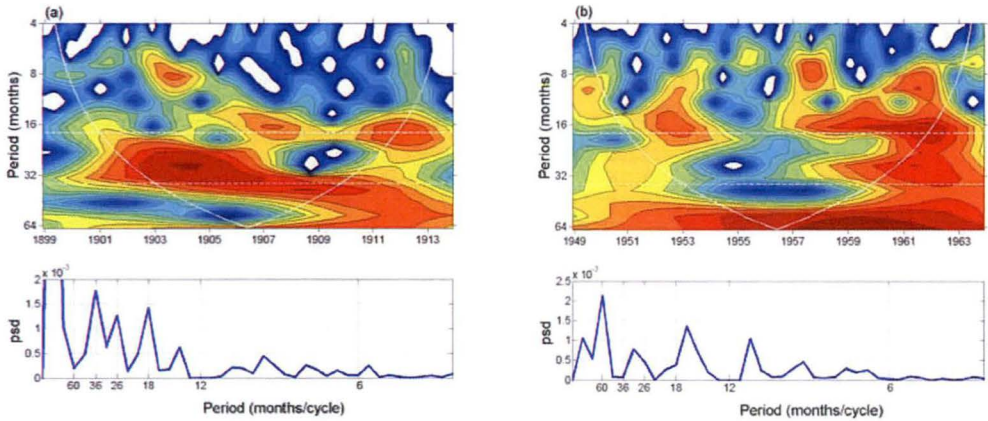 (a)
4
8
16
32
64
Period (months)
1899 1901 1903 1905 1907 1909 1911 1913
(b)
4
8
16
32
64
Period (months)
1949 1951 1953 1955 1957 1959 1961 1963
x 10⁻³
2
1.5
1
0.5
0
psd
60 36 26 18 12 6
Period (months/cycle)
x 10⁻³
2.5
2
1.5
1
0.5
0
psd
60 36 26 18 12 6
Period (months/cycle)